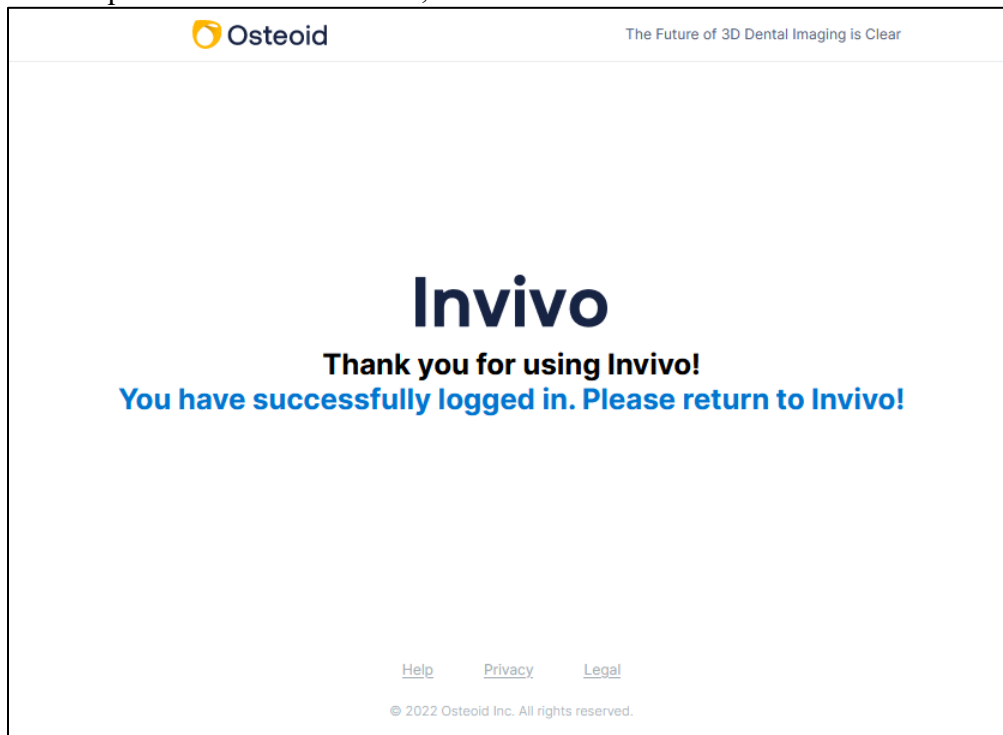 Osteoid
The Future of 3D Dental Imaging is Clear
Invivo
Thank you for using Invivo!
You have successfully logged in. Please return to Invivo!
Help Privacy Legal
© 2022 Osteoid Inc. All rights reserved.